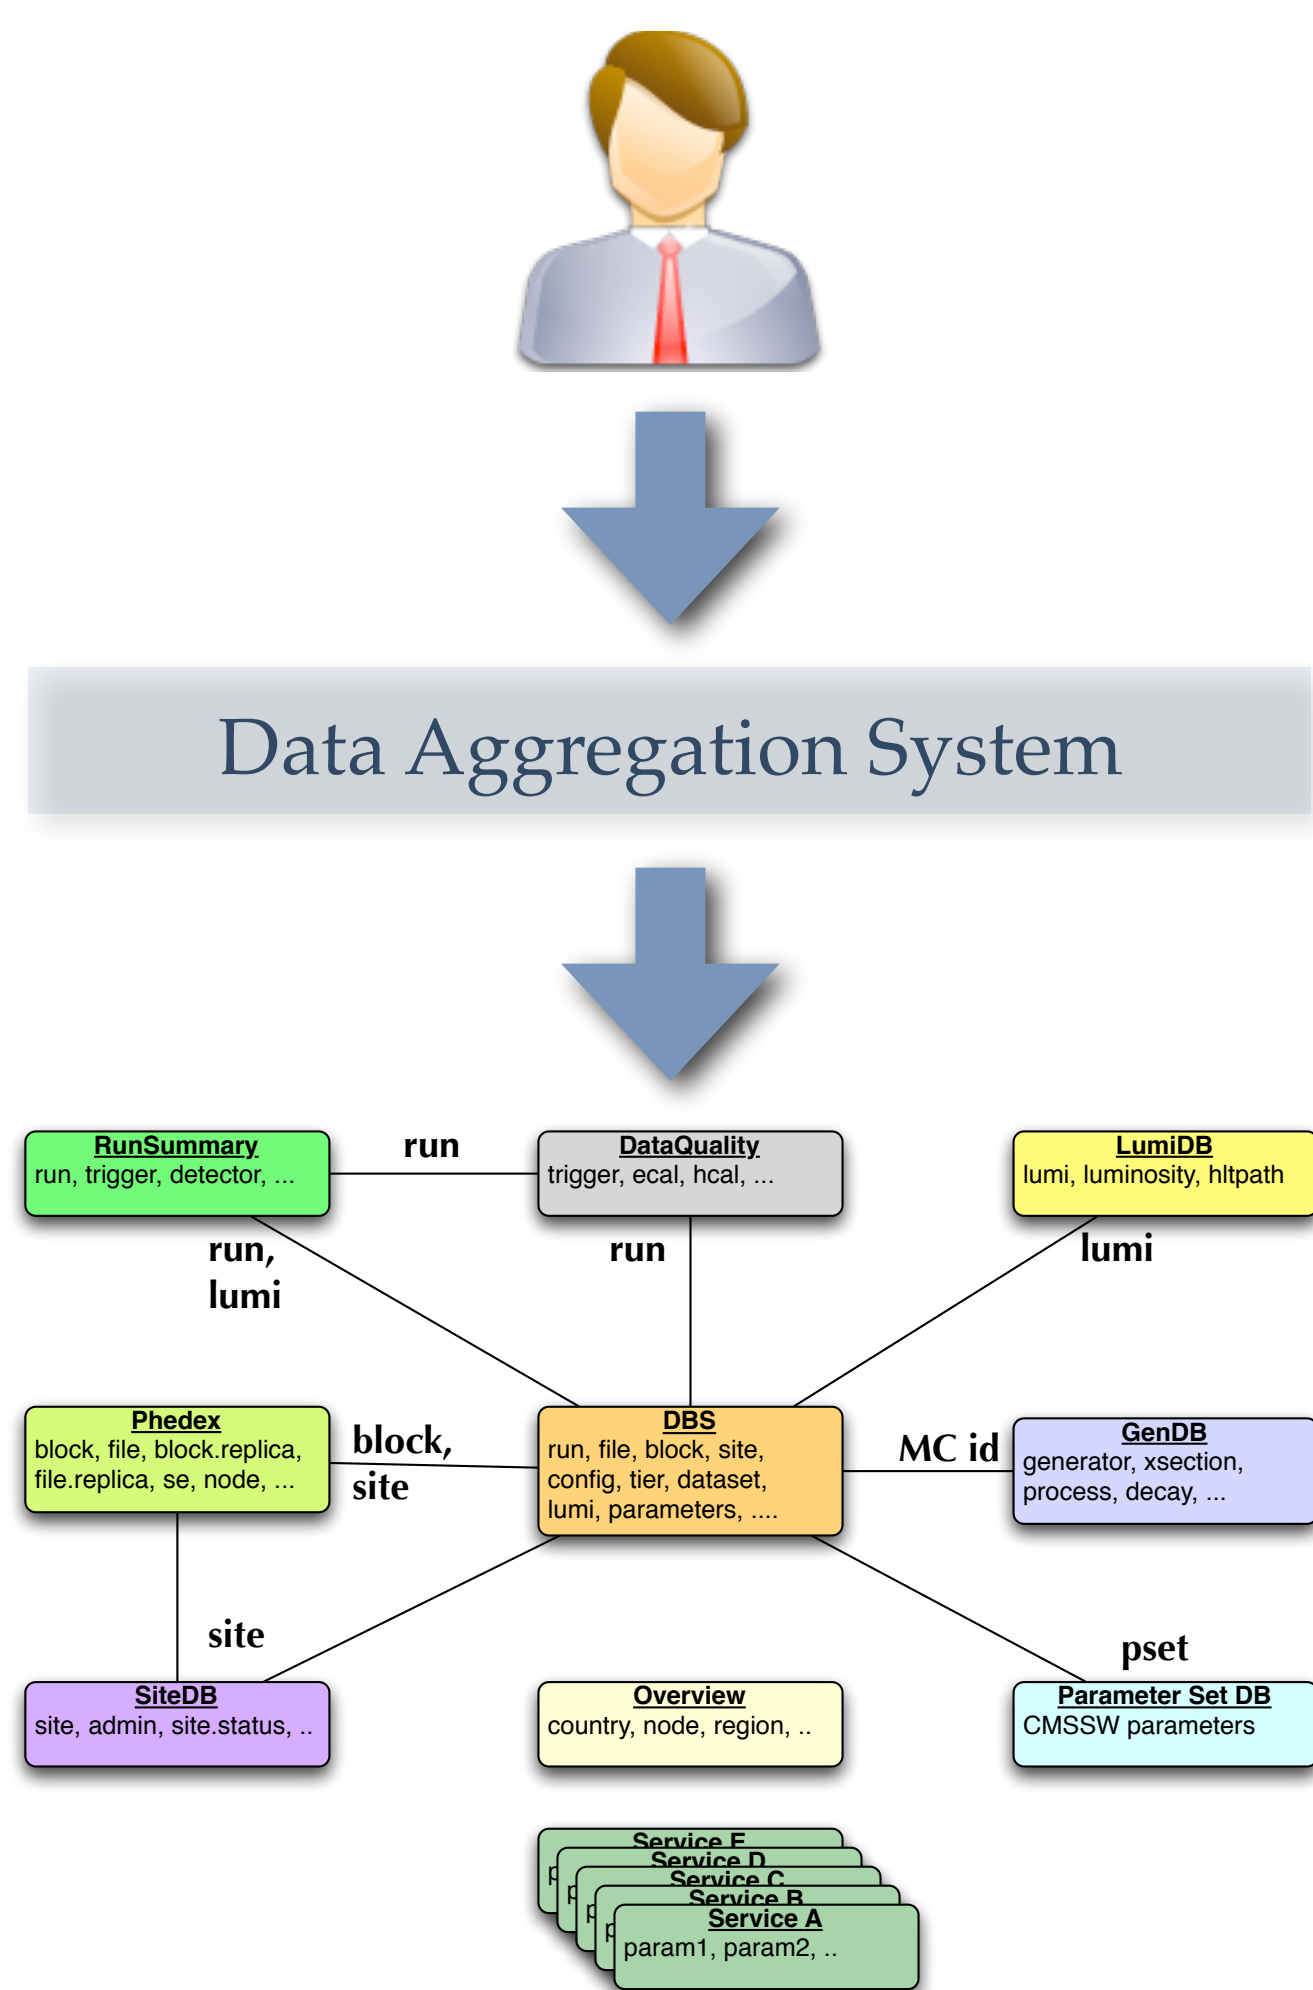 Data Aggregation System
RunSummary
run, trigger, detector, ...
run
DataQuality
trigger, ecal, hcal, ...
LumiDB
lumi, luminosity, hltpath
run,
lumi
run
lumi
Phedex
block, file, block.replica,
file.replica, se, node, ...
block,
site
DBS
run, file, block, site,
config, tier, dataset,
lumi, parameters, ....
MC id
GenDB
generator, xsection,
process, decay, ...
site
pset
SiteDB
site, admin, site.status, ..
Overview
country, node, region, ..
Parameter Set DB
CMSSW parameters
Service E
p
Service D
p
Service C
p
Service B
p
Service A
param1, param2, ..